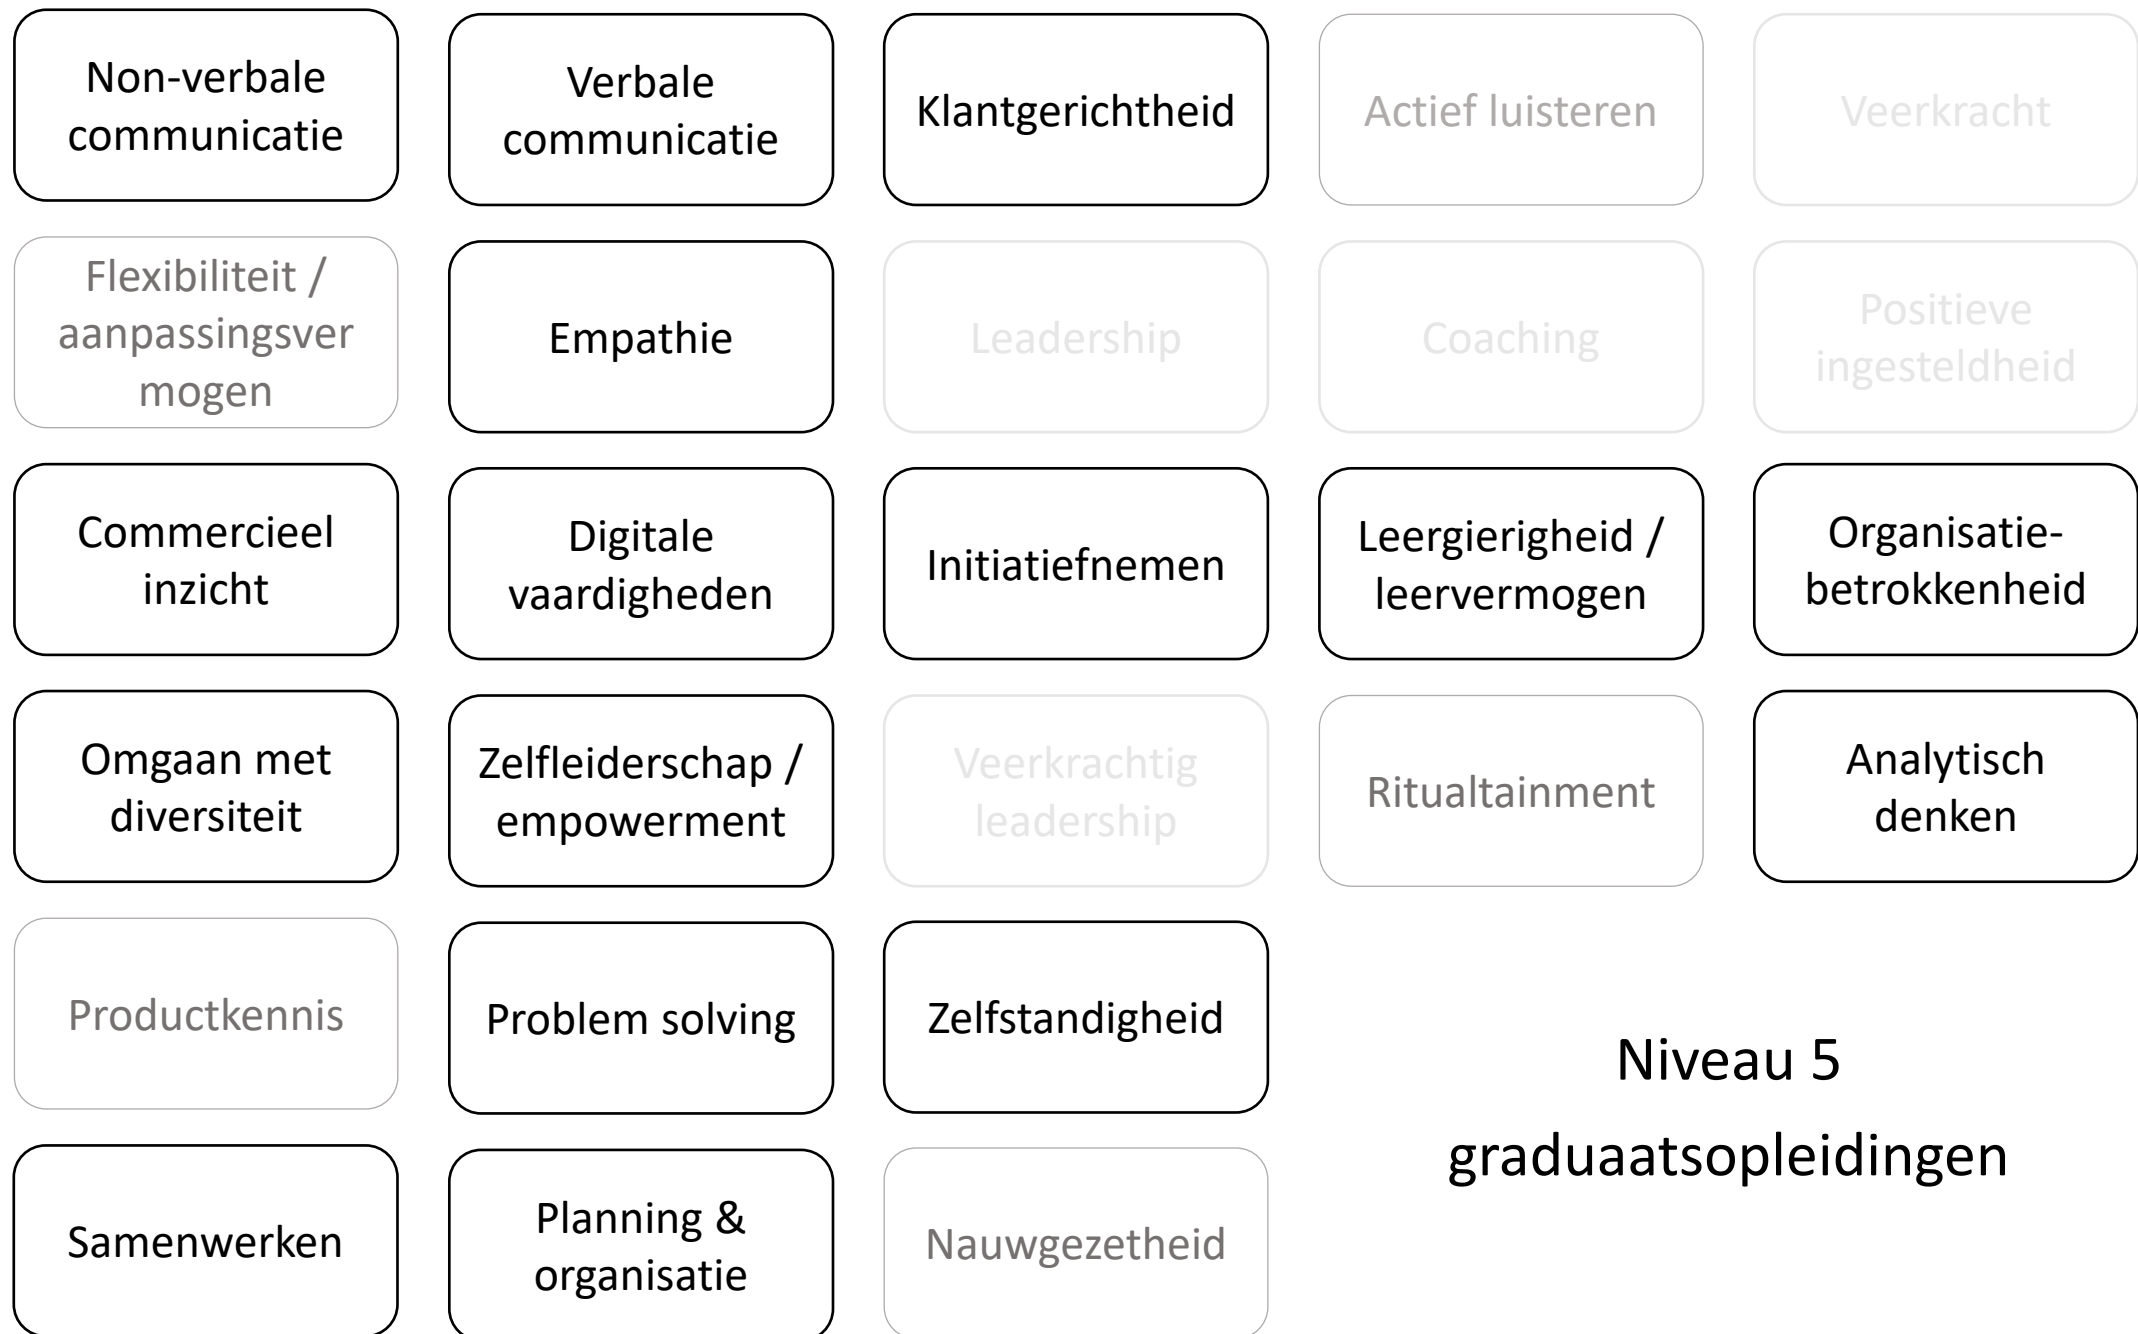 Non-verbale
communicatie
Verbale
communicatie
Klantgerichtheid
Actief luisteren
Veerkracht
Flexibiliteit /
aanpassingsver
mogen
Empathie
Leadership
Coaching
Positieve
ingesteldheid
Commercieel
inzicht
Digitale
vaardigheden
Initiatiefnemen
Leergierigheid /
leervermogen
Organisatie-
betrokkenheid
Omgaan met
diversiteit
Zelfleiderschap /
empowerment
Veerkrachtig
leadership
Ritualtainment
Analytisch
denken
Productkennis
Problem solving
Zelfstandigheid
Niveau 5
graduaatsopleidingen
Samenwerken
Planning &
organisatie
Nauwgezetheid